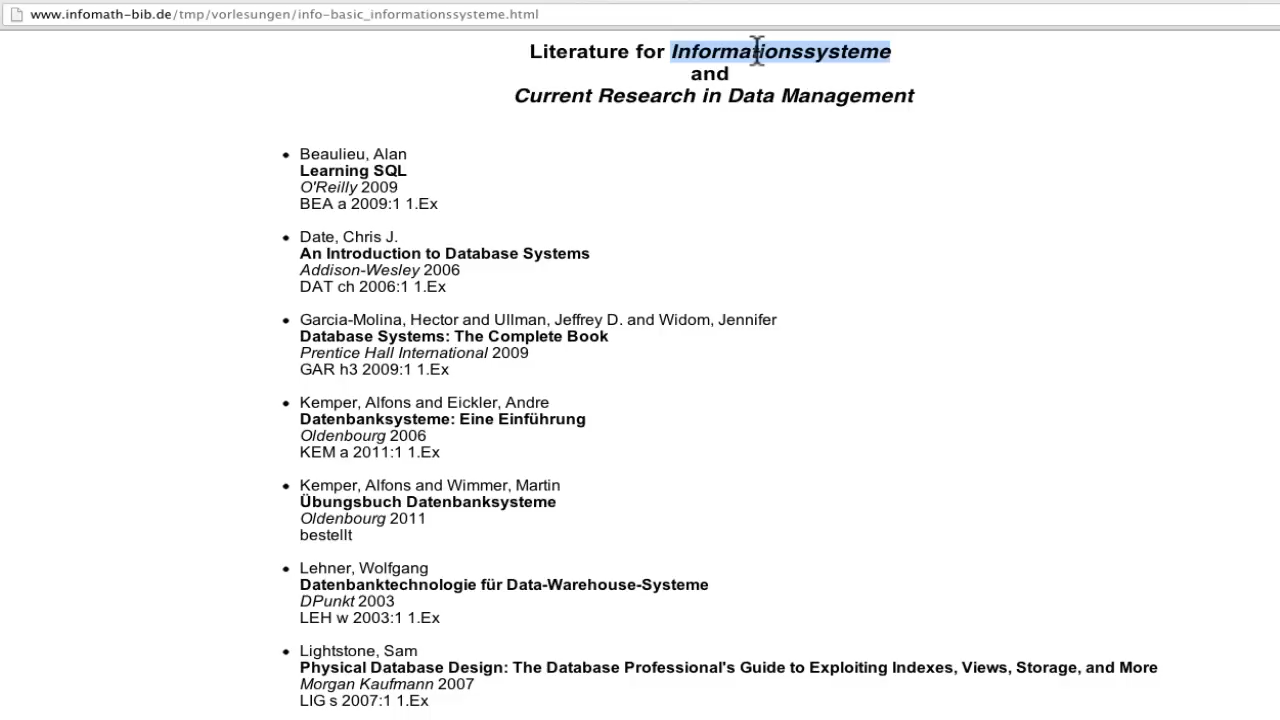 www.infomath-bib.de/tmp/vorlesungen/info-basic_informationssysteme.html
Literature for Informationssysteme
and
Current Research in Data Management
Beaulieu, Alan
Learning SQL
O'Reilly 2009
BEA a 2009:1 1.Ex
Date, Chris J.
An Introduction to Database Systems
Addison-Wesley 2006
DAT ch 2006:1 1.Ex
Garcia-Molina, Hector and Ullman, Jeffrey D. and Widom, Jennifer
Database Systems: The Complete Book
Prentice Hall International 2009
GAR h3 2009:1 1.Ex
Kemper, Alfons and Eickler, Andre
Datenbanksysteme: Eine Einführung
Oldenbourg 2006
KEM a 2011:1 1.Ex
Kemper, Alfons and Wimmer, Martin
Übungsbuch Datenbanksysteme
Oldenbourg 2011
bestellt
Lehner, Wolfgang
Datenbanktechnologie für Data-Warehouse-Systeme
DPunkt 2003
LEH w 2003:1 1.Ex
Lightstone, Sam
Physical Database Design: The Database Professional's Guide to Exploiting Indexes, Views, Storage, and More
Morgan Kaufmann 2007
LIG s 2007:1 1.Ex